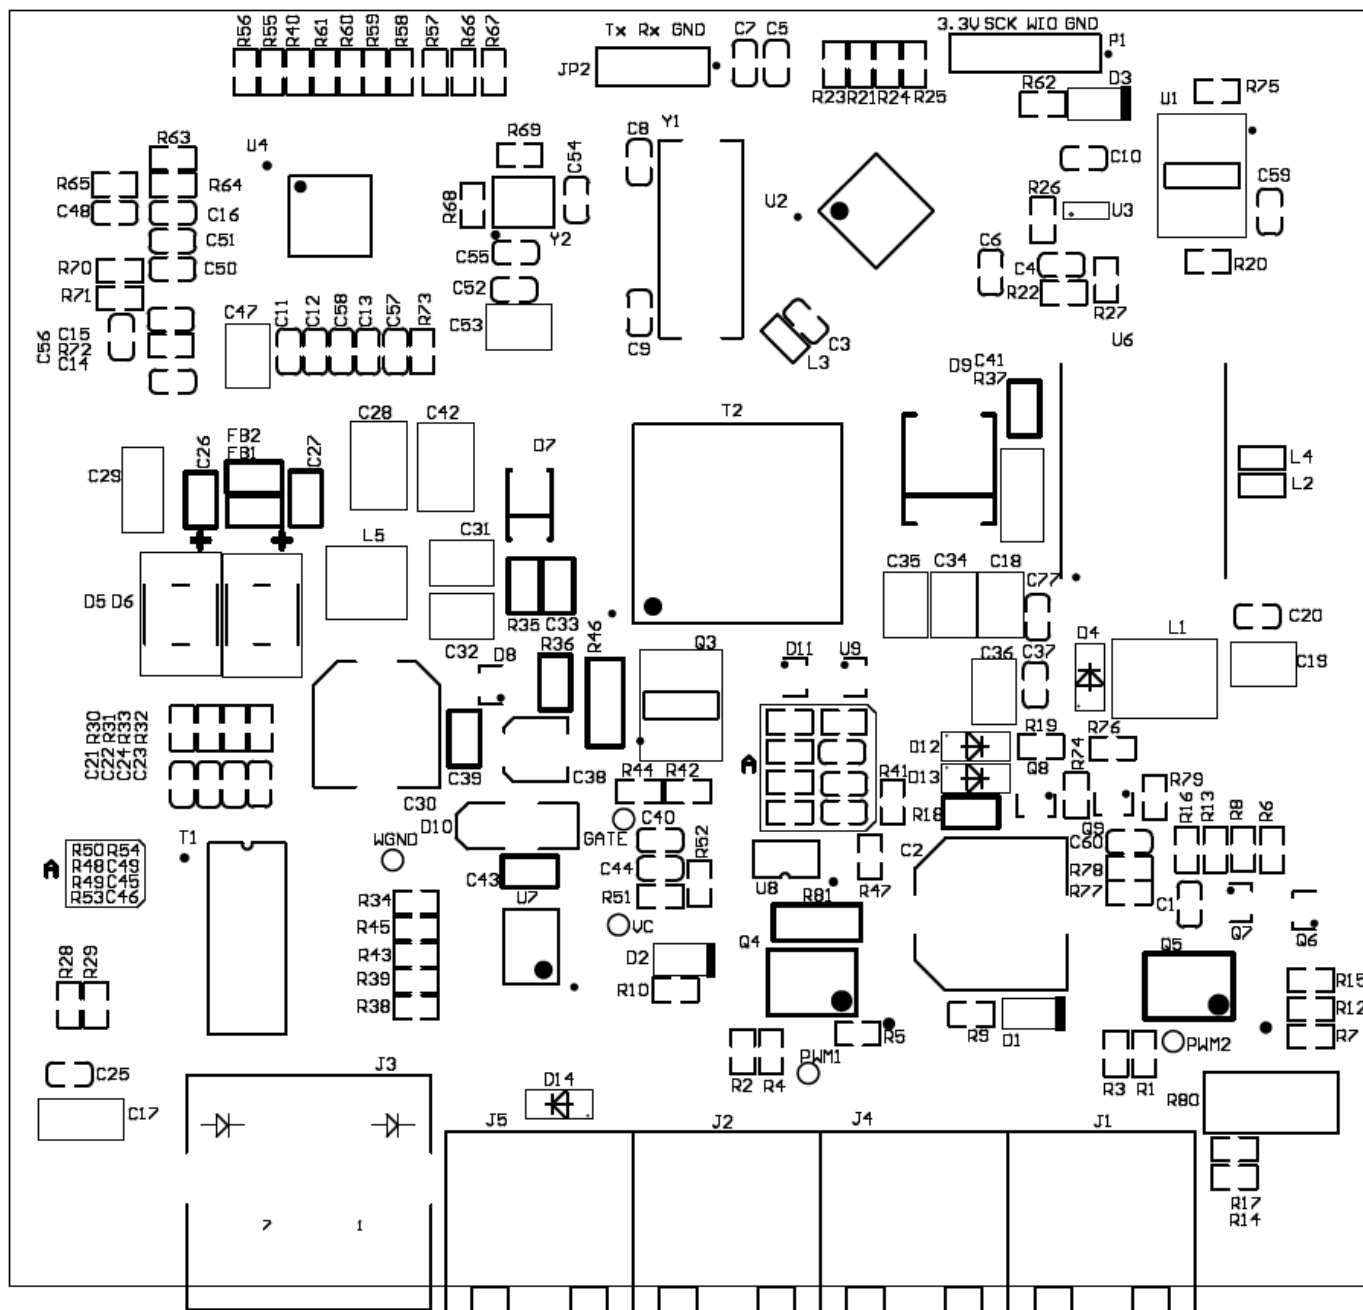 R56 R55 R40 R61 R60 R59 R58 R57 R66 R67
Tx Rx GND
JP2
C7 C5
R23 R21 R24 R25
3.3V SCK WIO GND
P1
R62 D3
U1
R75
R63
U4
R69
C54
C8
Y1
C10
C59
R65
R64
C48
C16
R68
Y2
U2
R26
U3
C51
C55
C6
C4
R20
R70
C50
R71
C52
R22
R27
C47
C11 C12 C58 C13 C57 R73
C53
C9
C3
L3
U6
C56
C15
R72
C14
D9
C41
R37
C28
C42
T2
C29
C26
FB2
FB1
C27
D7
L4
L2
L5
C31
C35 C34 C18
C77
D5 D6
R35
C33
C20
C32
D8
R36
R46
Q3
D11
U9
C36
C37
D4
L1
C19
C21 R30
C22 R31
C24 R33
C23 R32
R19
R74
R76
D12
D13
Q8
C39
C38
R44
R42
A
R41
R79
C30
D10
GATE
R18
Q9
R16 R13 R8 R6
T1
WGND
C40
R52
C2
C60
A
R50 R54
R48 C49
R49 C45
R53 C46
C43
C44
U8
R47
R78
R77
R34
U7
R51
R81
C1
R45
VC
Q7
Q6
R43
Q4
Q5
R28 R29
R39
D2
R10
R15
R38
R12
R5
R9
D1
R7
PWM1
PWM2
R2 R4
R3 R1
C25
J3
D14
R80
C17
J5
J2
J4
J1
R17
R14
7
1